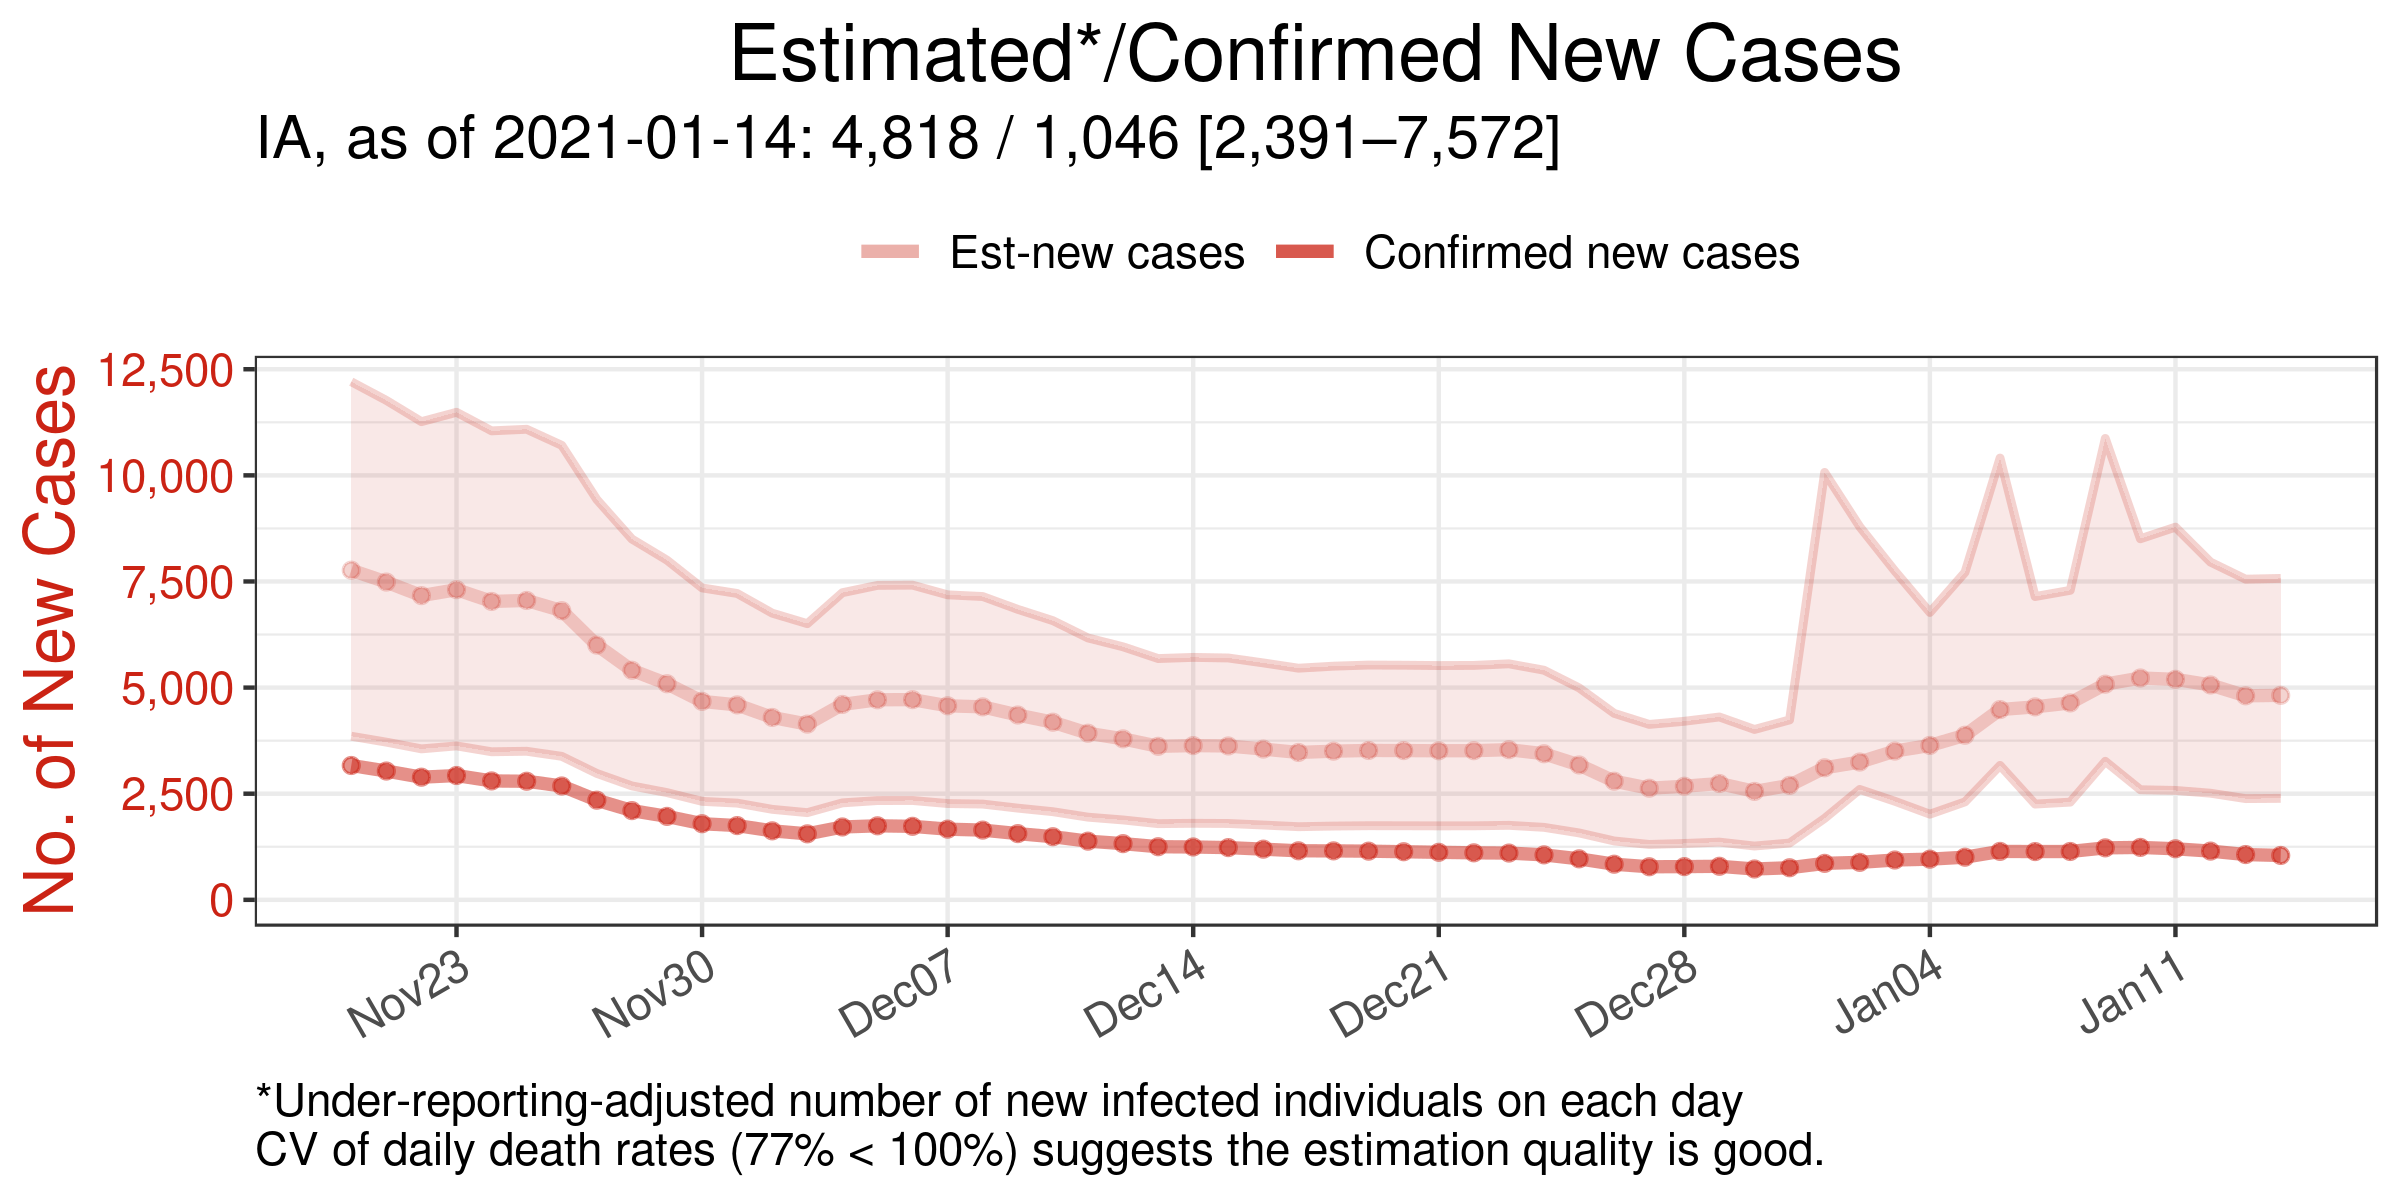 Estimated*/Confirmed New Cases
IA, as of 2021-01-14: 4,818 / 1,046 [2,391–7,572]
Est-new cases
Confirmed new cases
No. of New Cases
12,500
10,000
7,500
5,000
2,500
0
Nov23
Nov30
Dec07
Dec14
Dec21
Dec28
Jan04
Jan11
*Under-reporting-adjusted number of new infected individuals on each day
CV of daily death rates (77% < 100%) suggests the estimation quality is good.